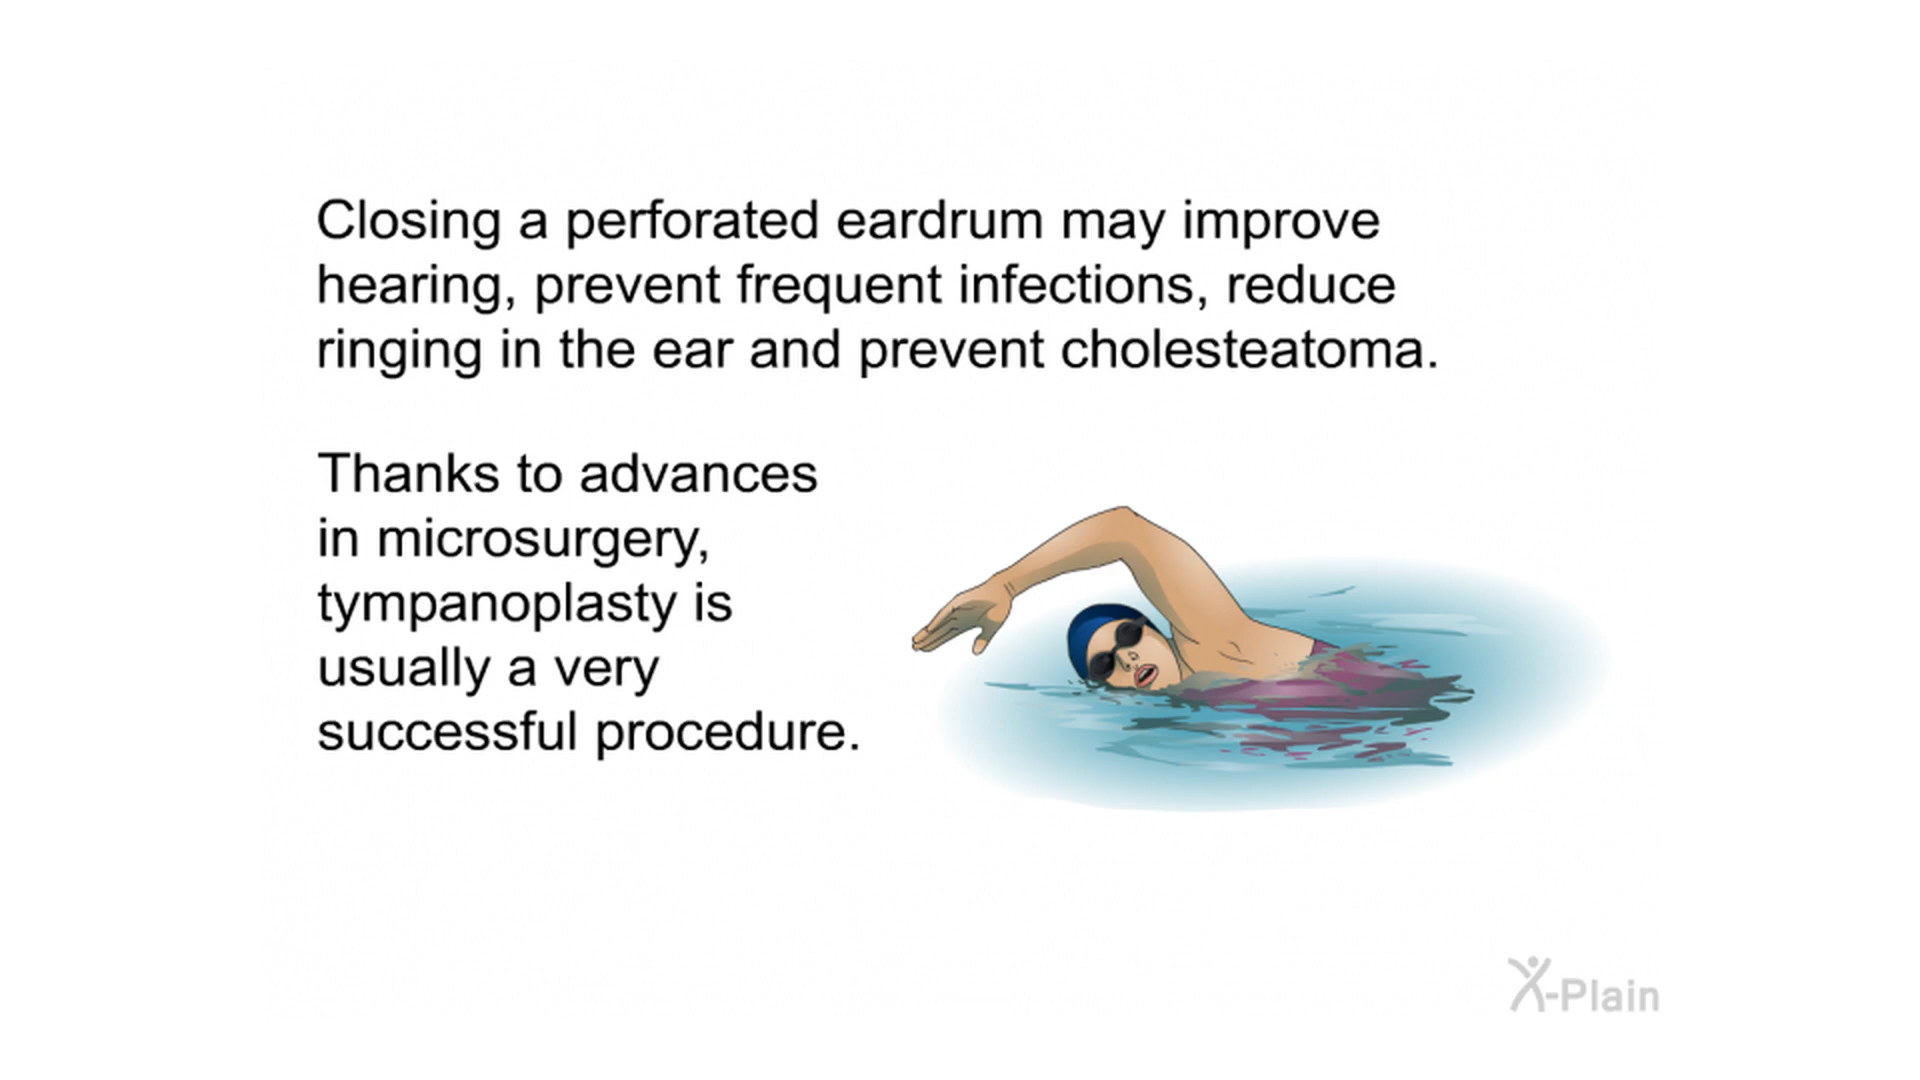 Closing a perforated eardrum may improve
hearing, prevent frequent infections, reduce
ringing in the ear and prevent cholesteatoma.
Thanks to advances
in microsurgery,
tympanoplasty is
usually a very
successful procedure.
X-Plain